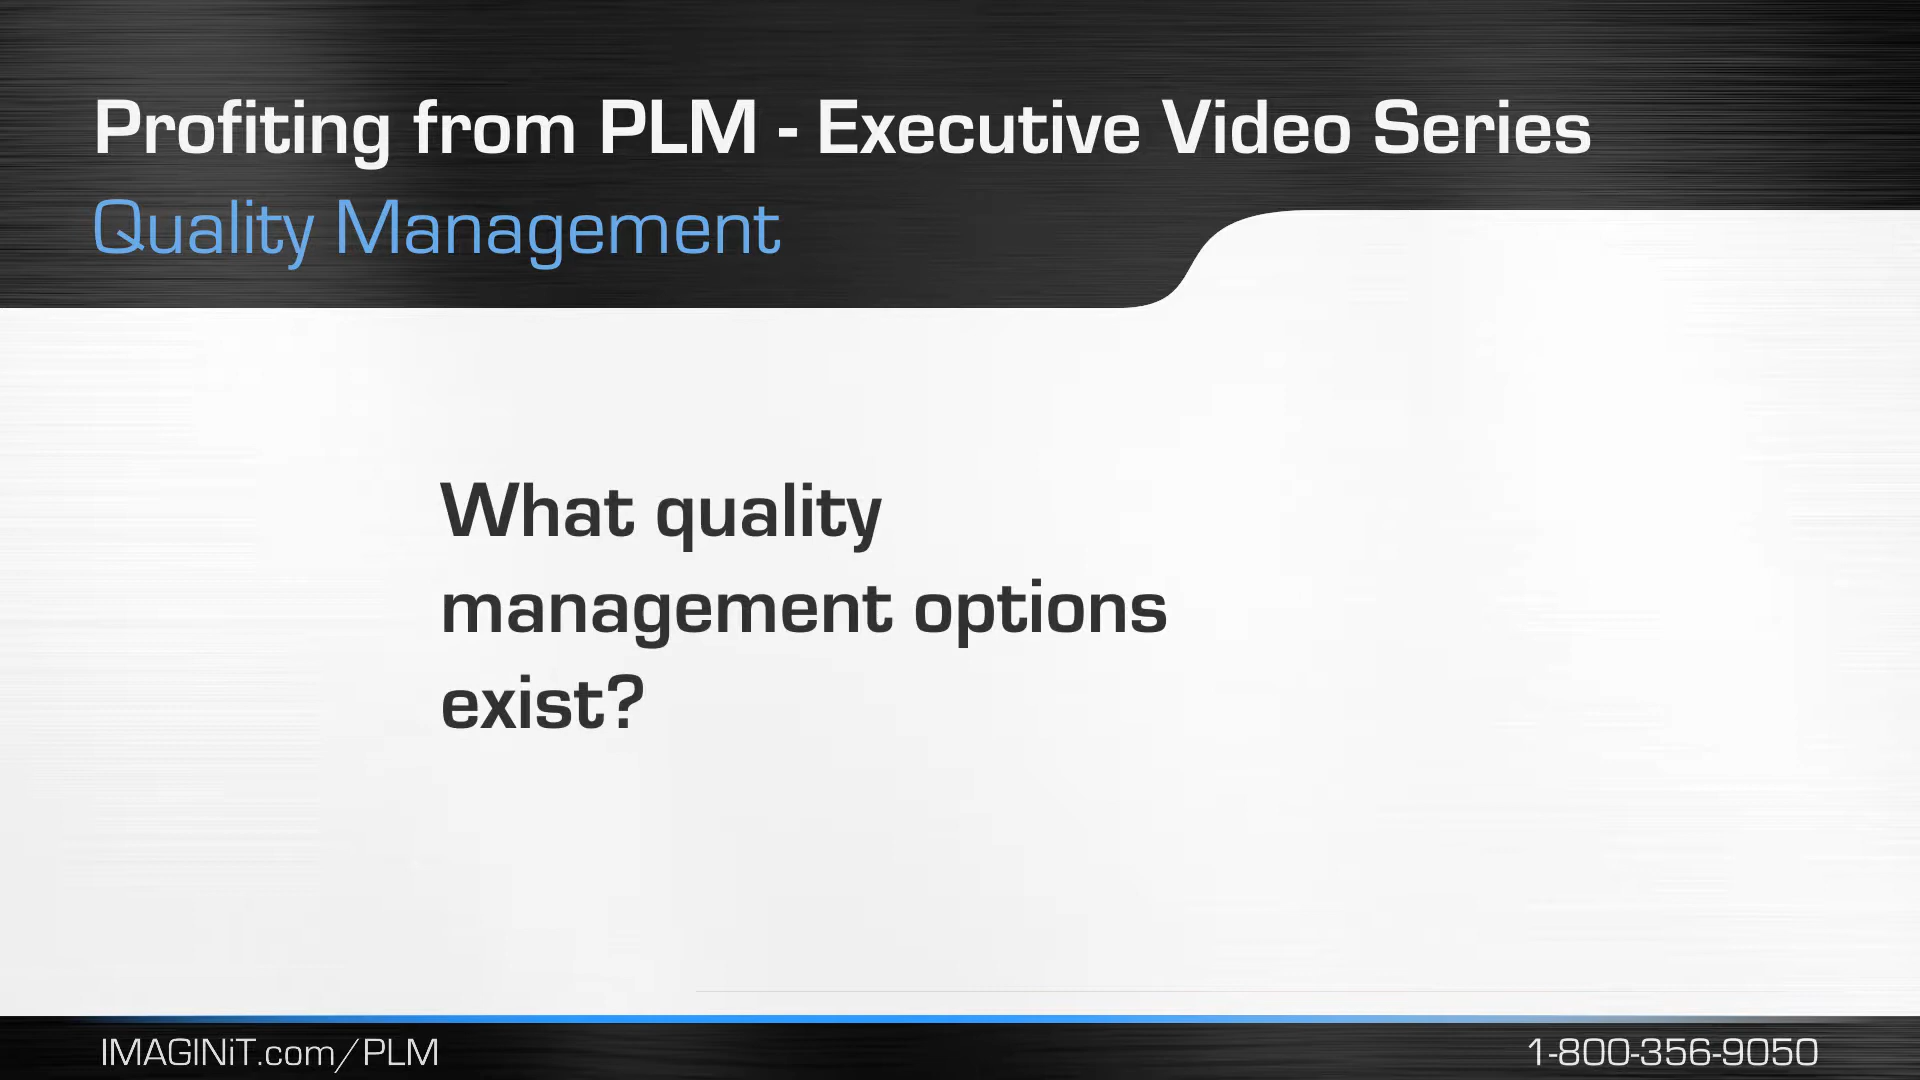 Profiting from PLM - Executive Video Series
Quality Management
What quality
management options
exist?
IMAGINiT.com/PLM
1-800-356-9050